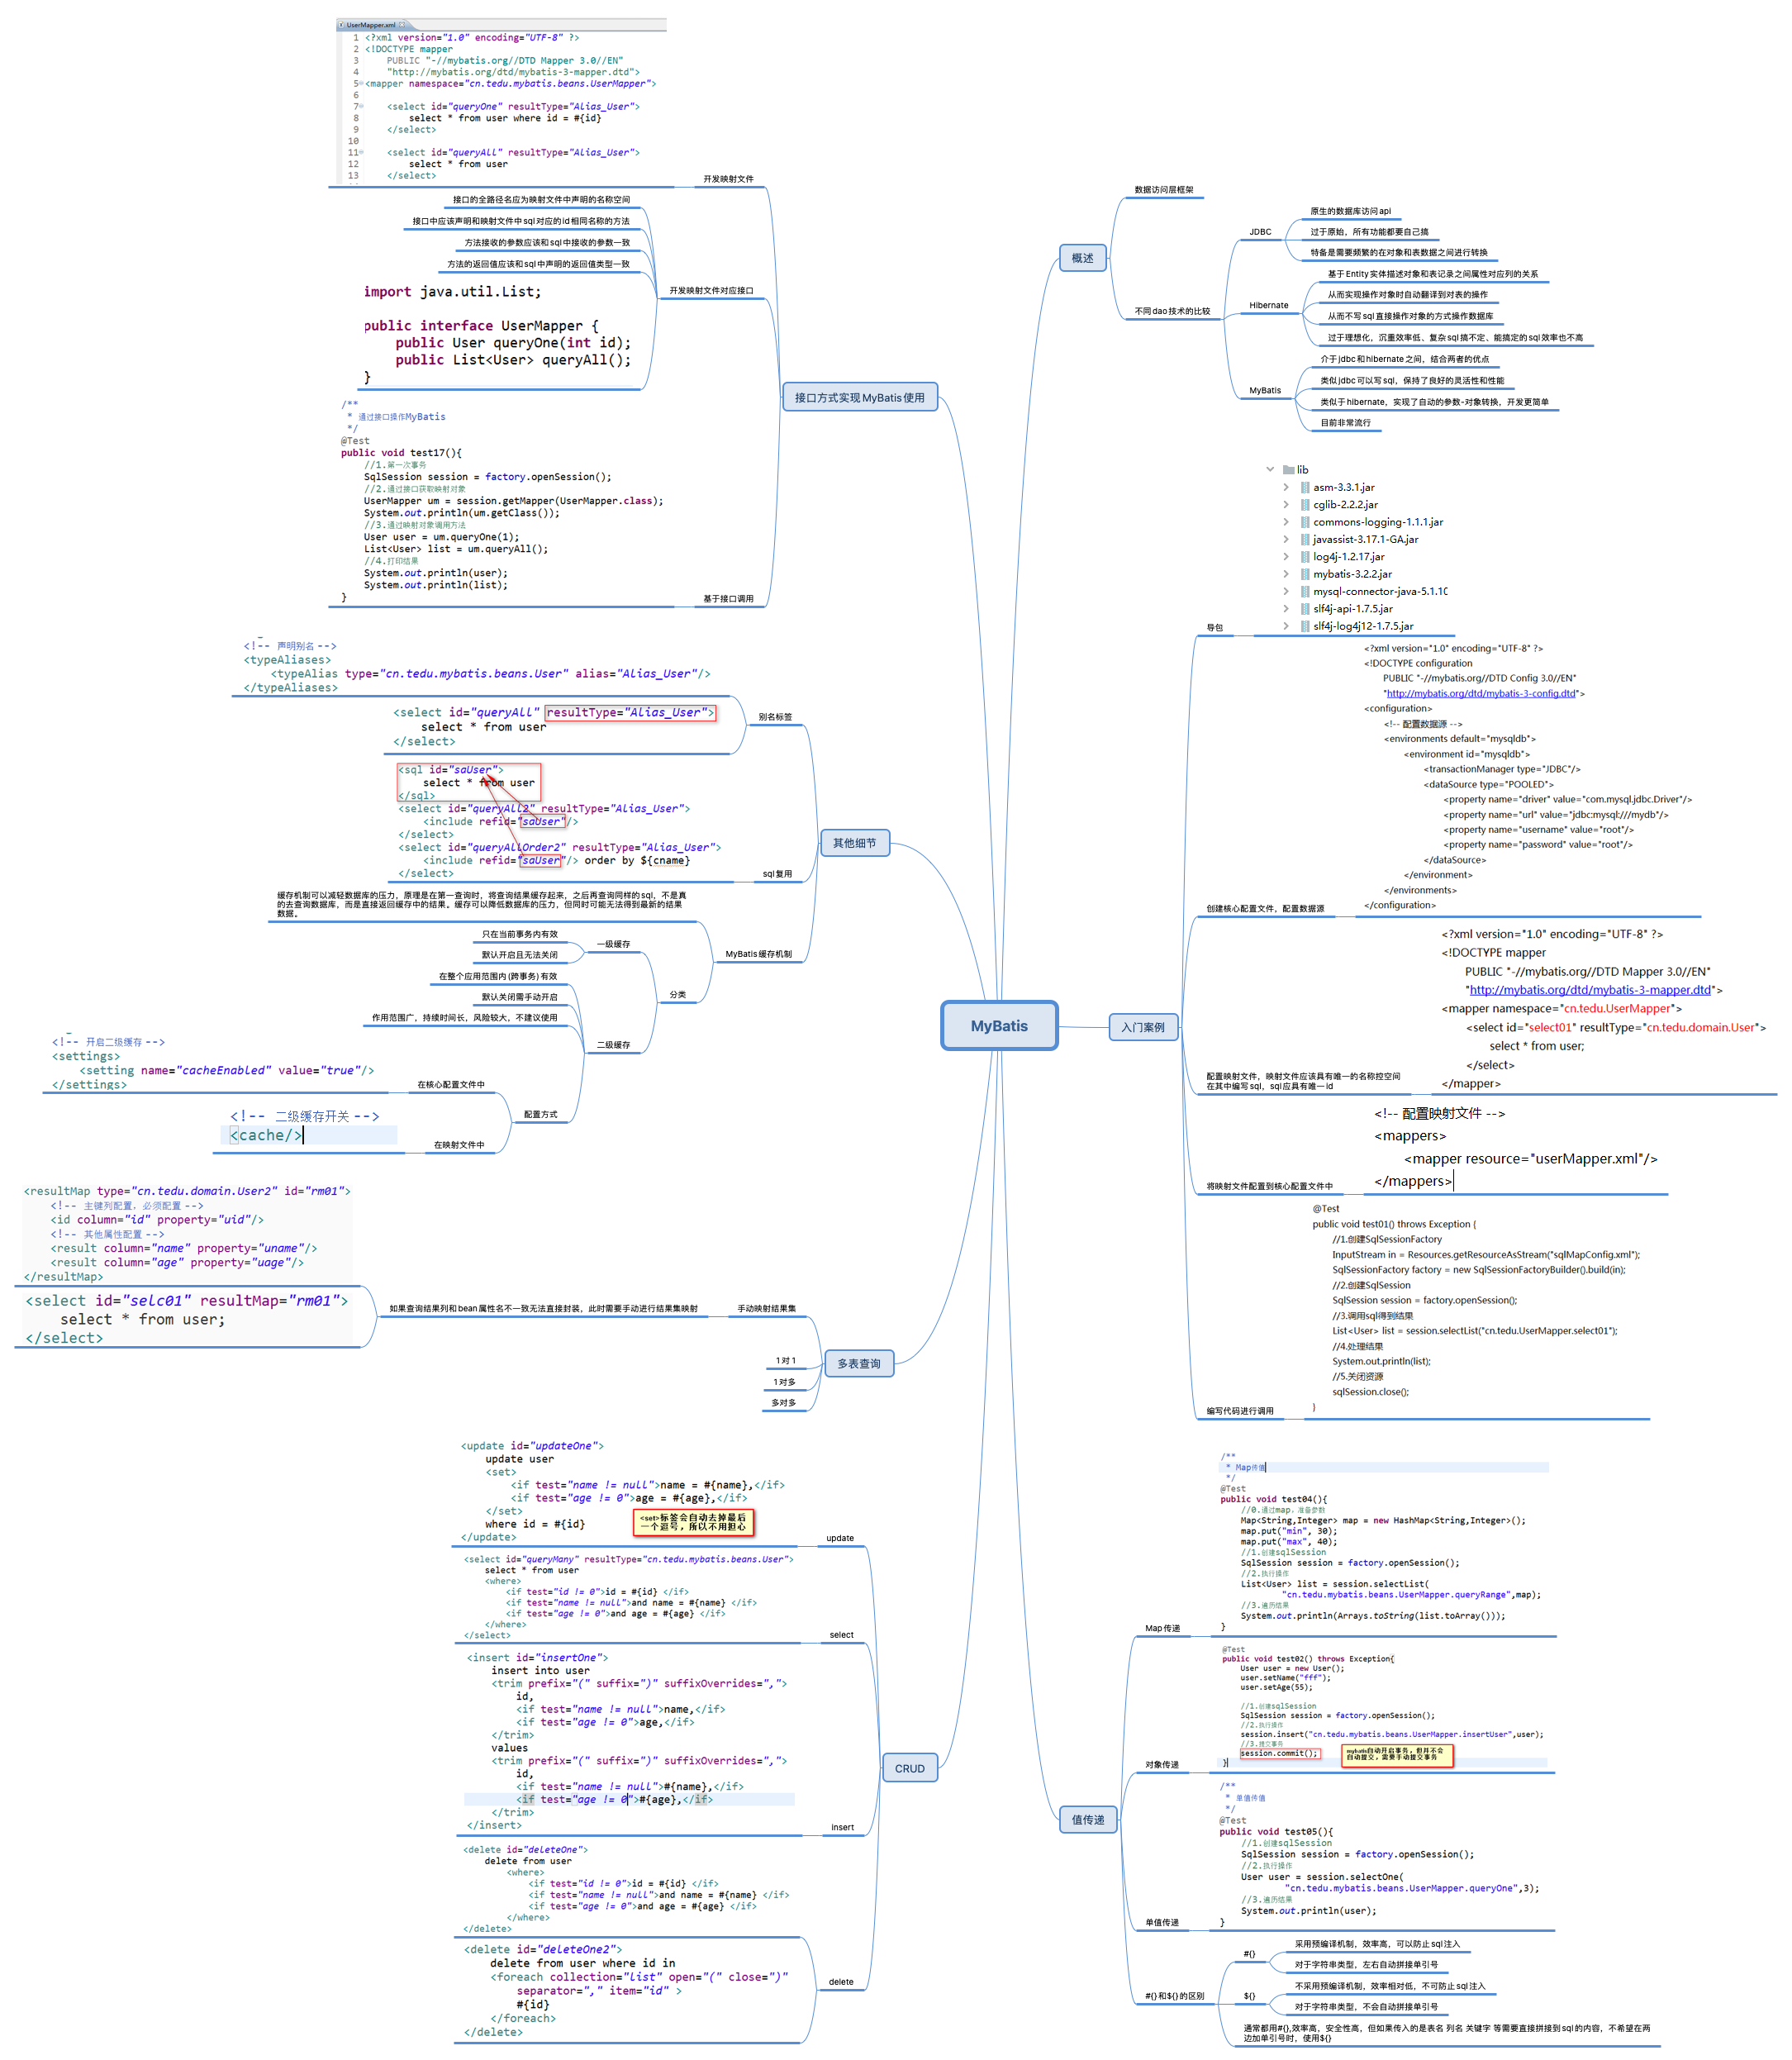 MyBatis
概述
数据访问层框架
不同dao技术的比较
JDBC
原生的数据库访问api
过于原始，所有功能都要自己搞
特备是需要频繁的在对象和表数据之间进行转换
Hibernate
基于Entity实体描述对象和表记录之间属性对应列的关系
从而实现操作对象时自动翻译到对表的操作
从而不写sql直接操作对象的方式操作数据库
过于理想化，沉重效率低、复杂sql搞不定、能搞定的sql效率也不高
MyBatis
介于jdbc和hibernate之间，结合两者的优点
类似jdbc可以写sql，保持了良好的灵活性和性能
类似于hibernate，实现了自动的参数-对象转换，开发更简单
目前非常流行
入门案例
导包
lib
asm-3.3.1.jar
cglib-2.2.2.jar
commons-logging-1.1.1.jar
javassist-3.17.1-GA.jar
log4j-1.2.17.jar
mybatis-3.2.2.jar
mysql-connector-java-5.1.10
slf4j-api-1.7.5.jar
slf4j-log4j12-1.7.5.jar
创建核心配置文件，配置数据源
<?xml version="1.0" encoding="UTF-8" ?>
<!DOCTYPE configuration
PUBLIC "-//mybatis.org//DTD Config 3.0//EN"
"http://mybatis.org/dtd/mybatis-3-config.dtd">
<configuration>
<!-- 配置数据源 -->
<environments default="mysqldb">
<environment id="mysqldb">
<transactionManager type="JDBC"/>
<dataSource type="POOLED">
<property name="driver" value="com.mysql.jdbc.Driver"/>
<property name="url" value="jdbc:mysql:///mydb"/>
<property name="username" value="root"/>
<property name="password" value="root"/>
</dataSource>
</environment>
</environments>
</configuration>
配置映射文件，映射文件应该具有唯一的名称控空间
在其中编写sql，sql应具有唯一id
<?xml version="1.0" encoding="UTF-8" ?>
<!DOCTYPE mapper
PUBLIC "-//mybatis.org//DTD Mapper 3.0//EN"
"http://mybatis.org/dtd/mybatis-3-mapper.dtd">
<mapper namespace="cn.tedu.UserMapper">
<select id="select01" resultType="cn.tedu.domain.User">
select * from user;
</select>
</mapper>
将映射文件配置到核心配置文件中
<!-- 配置映射文件 -->
<mappers>
<mapper resource="userMapper.xml"/>
</mappers>
编写代码进行调用
@Test
public void test01() throws Exception {
//1.创建SqlSessionFactory
InputStream in = Resources.getResourceAsStream("sqlMapConfig.xml");
SqlSessionFactory factory = new SqlSessionFactoryBuilder().build(in);
//2.创建SqlSession
SqlSession session = factory.openSession();
//3.调用sql得到结果
List<User> list = session.selectList("cn.tedu.UserMapper.select01");
//4.处理结果
System.out.println(list);
//5.关闭资源
sqlSession.close();
}
值传递
Map传递
/**
* Map传值
*/
@Test
public void test04(){
//0.通过map，准备参数
Map<String,Integer> map = new HashMap<String,Integer>();
map.put("min", 30);
map.put("max", 40);
//1.创建sqlSession
SqlSession session = factory.openSession();
//2.执行操作
List<User> list = session.selectList(
"cn.tedu.mybatis.beans.UserMapper.queryRange",map);
//3.遍历结果
System.out.println(Arrays.toString(list.toArray()));
}
对象传递
@Test
public void test02() throws Exception{
User user = new User();
user.setName("fff");
user.setAge(55);
//1.创建sqlSession
SqlSession session = factory.openSession();
//2.执行操作
session.insert("cn.tedu.mybatis.beans.UserMapper.insertUser",user);
//3.提交事务
session.commit();
}
mybatis自动开启事务，但并不会
自动提交，需要手动提交事务
单值传递
/**
* 单值传值
*/
@Test
public void test05(){
//1.创建sqlSession
SqlSession session = factory.openSession();
//2.执行操作
User user = session.selectOne(
"cn.tedu.mybatis.beans.UserMapper.queryOne",3);
//3.遍历结果
System.out.println(user);
}
#{}和${}的区别
#{}
采用预编译机制，效率高，可以防止sql注入
对于字符串类型，左右自动拼接单引号
${}
不采用预编译机制，效率相对低，不可防止sql注入
对于字符串类型，不会自动拼接单引号
通常都用#{},效率高，安全性高，但如果传入的是表名 列名 关键字 等需要直接拼接到sql的内容，不希望在两
边加单引号时，使用${}
接口方式实现MyBatis使用
开发映射文件
UserMapper.xml
1 <?xml version="1.0" encoding="UTF-8" ?>
2 <!DOCTYPE mapper
3 PUBLIC "-//mybatis.org//DTD Mapper 3.0//EN"
4 "http://mybatis.org/dtd/mybatis-3-mapper.dtd">
5 <mapper namespace="cn.tedu.mybatis.beans.UserMapper">
6
7 <select id="queryOne" resultType="Alias_User">
8 select * from user where id = #{id}
9 </select>
10
11 <select id="queryAll" resultType="Alias_User">
12 select * from user
13 </select>
开发映射文件对应接口
接口的全路径名应为映射文件中声明的名称空间
接口中应该声明和映射文件中sql对应的id相同名称的方法
方法接收的参数应该和sql中接收的参数一致
方法的返回值应该和sql中声明的返回值类型一致
import java.util.List;
public interface UserMapper {
public User queryOne(int id);
public List<User> queryAll();
}
基于接口调用
/**
* 通过接口操作MyBatis
*/
@Test
public void test17(){
//1.第一次事务
SqlSession session = factory.openSession();
//2.通过接口获取映射对象
UserMapper um = session.getMapper(UserMapper.class);
System.out.println(um.getClass());
//3.通过映射对象调用方法
User user = um.queryOne(1);
List<User> list = um.queryAll();
//4.打印结果
System.out.println(user);
System.out.println(list);
}
其他细节
别名标签
<!-- 声明别名 -->
<typeAliases>
<typeAlias type="cn.tedu.mybatis.beans.User" alias="Alias_User"/>
</typeAliases>
<select id="queryAll" resultType="Alias_User">
select * from user
</select>
sql复用
<sql id="saUser">
select * from user
</sql>
<select id="queryAll2" resultType="Alias_User">
<include refid="saUser"/>
</select>
<select id="queryAllOrder2" resultType="Alias_User">
<include refid="saUser"/> order by ${cname}
</select>
MyBatis缓存机制
缓存机制可以减轻数据库的压力，原理是在第一查询时，将查询结果缓存起来，之后再查询同样的sql，不是真
的去查询数据库，而是直接返回缓存中的结果。缓存可以降低数据库的压力，但同时可能无法得到最新的结果
数据。
分类
一级缓存
只在当前事务内有效
默认开启且无法关闭
二级缓存
在整个应用范围内(跨事务)有效
默认关闭需手动开启
作用范围广，持续时间长，风险较大，不建议使用
配置方式
在核心配置文件中
<!-- 开启二级缓存 -->
<settings>
<setting name="cacheEnabled" value="true"/>
</settings>
在映射文件中
<!-- 二级缓存开关 -->
<cache/>
多表查询
手动映射结果集
如果查询结果列和bean属性名不一致无法直接封装，此时需要手动进行结果集映射
<resultMap type="cn.tedu.domain.User2" id="rm01">
<!-- 主键列配置，必须配置 -->
<id column="id" property="uid"/>
<!-- 其他属性配置 -->
<result column="name" property="uname"/>
<result column="age" property="uage"/>
</resultMap>
<select id="selc01" resultMap="rm01">
select * from user;
</select>
1对1
1对多
多对多
CRUD
update
<update id="updateOne">
update user
<set>
<if test="name != null">name = #{name},</if>
<if test="age != 0">age = #{age},</if>
</set>
where id = #{id}
</update>
<set>标签会自动去掉最后
一个逗号，所以不用担心
select
<select id="queryMany" resultType="cn.tedu.mybatis.beans.User">
select * from user
<where>
<if test="id != 0">id = #{id} </if>
<if test="name != null">and name = #{name} </if>
<if test="age != 0">and age = #{age} </if>
</where>
</select>
insert
<insert id="insertOne">
insert into user
<trim prefix="(" suffix=")" suffixOverrides=",">
id,
<if test="name != null">name,</if>
<if test="age != 0">age,</if>
</trim>
values
<trim prefix="(" suffix=")" suffixOverrides=",">
id,
<if test="name != null">#{name},</if>
<if test="age != 0">#{age},</if>
</trim>
</insert>
delete
<delete id="deleteOne">
delete from user
<where>
<if test="id != 0">id = #{id} </if>
<if test="name != null">and name = #{name} </if>
<if test="age != 0">and age = #{age} </if>
</where>
</delete>
<delete id="deleteOne2">
delete from user where id in
<foreach collection="list" open="(" close=")"
separator="," item="id" >
#{id}
</foreach>
</delete>